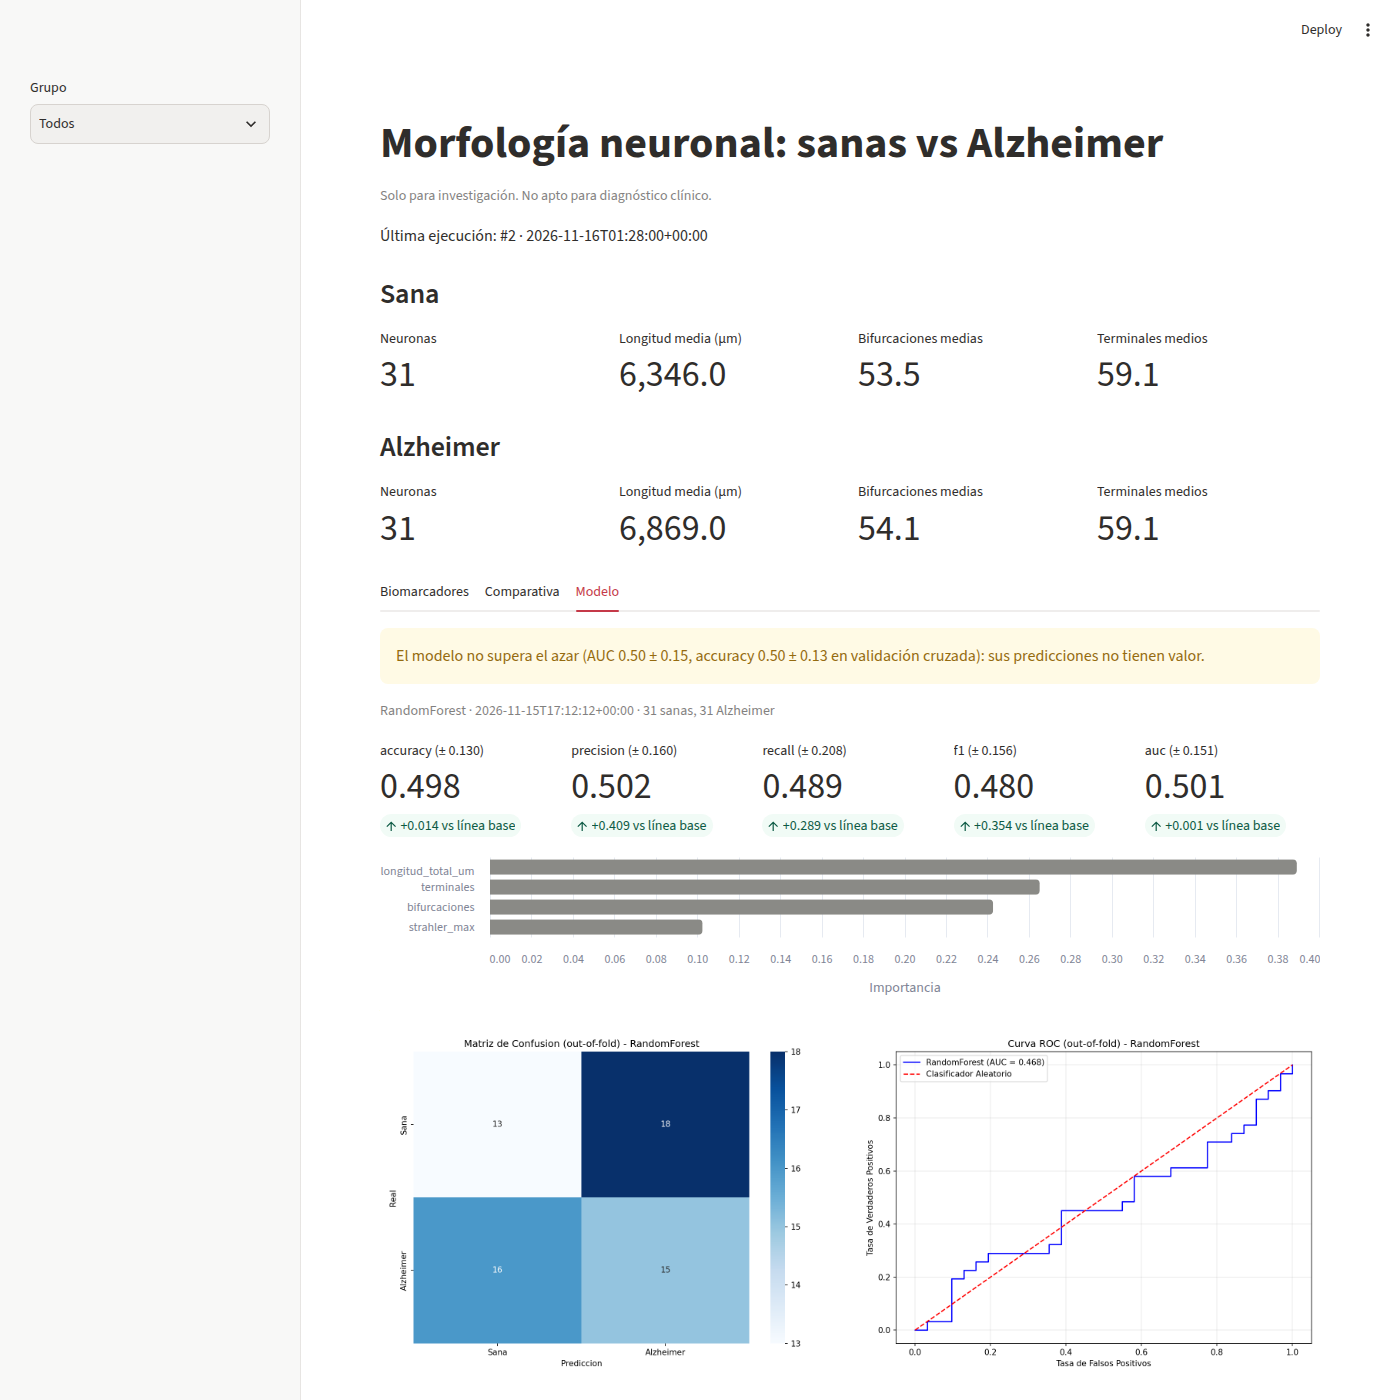 Deploy
Grupo
Todos
Morfología neuronal: sanas vs Alzheimer
Solo para investigación. No apto para diagnóstico clínico.
Última ejecución: #2 · 2026-11-16T01:28:00+00:00
Sana
Neuronas Longitud media (µm) Bifurcaciones medias Terminales medios
31 6,346.0 53.5 59.1
Alzheimer
Neuronas Longitud media (µm) Bifurcaciones medias Terminales medios
31 6,869.0 54.1 59.1
Biomarcadores Comparativa Modelo
El modelo no supera el azar (AUC 0.50 ± 0.15, accuracy 0.50 ± 0.13 en validación cruzada): sus predicciones no tienen valor.
RandomForest · 2026-11-15T17:12:12+00:00 · 31 sanas, 31 Alzheimer
accuracy (± 0.130) precision (± 0.160) recall (± 0.208) f1 (± 0.156) auc (± 0.151)
0.498 0.502 0.489 0.480 0.501
↑ +0.014 vs línea base ↑ +0.409 vs línea base ↑ +0.289 vs línea base ↑ +0.354 vs línea base ↑ +0.001 vs línea base
longitud_total_um
terminales
bifurcaciones
strahler_max
0.00 0.02 0.04 0.06 0.08 0.10 0.12 0.14 0.16 0.18 0.20 0.22 0.24 0.26 0.28 0.30 0.32 0.34 0.36 0.38 0.40
Importancia
Matriz de Confusion (out-of-fold) - RandomForest
Real
Sana
Alzheimer
13 18
16 15
Sana Alzheimer
Prediccion
18
17
16
15
14
13
Curva ROC (out-of-fold) - RandomForest
RandomForest (AUC = 0.468)
Clasificador Aleatorio
Tasa de Verdaderos Positivos
1.0
0.8
0.6
0.4
0.2
0.0
0.0 0.2 0.4 0.6 0.8 1.0
Tasa de Falsos Positivos